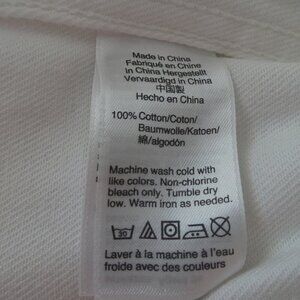 Made in China
Fabriqué en Chine
in China Hergestellt
Vervaardigd in China
中国製
Hecho en China
100% Cotton/Coton/
Baumwolle/Katoen/
綿/algodón
Machine wash cold with
like colors. Non-chlorine
bleach only. Tumble dry
low. Warm iron as needed.
30
Laver à la machine à l'eau
froide avec des couleurs